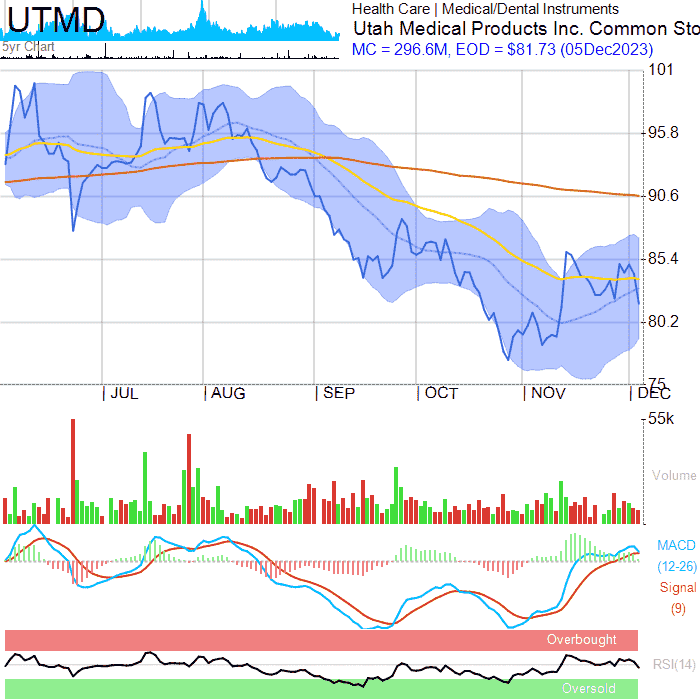 UTMD
5yr Chart
Health Care | Medical/Dental Instruments
Utah Medical Products Inc. Common Sto
MC = 296.6M, EOD = $81.73 (05Dec2023)
101
95.8
90.6
85.4
80.2
75
JUL
AUG
SEP
OCT
NOV
DEC
55k
Volume
MACD
(12-26)
Signal
(9)
Overbought
RSI(14)
Oversold